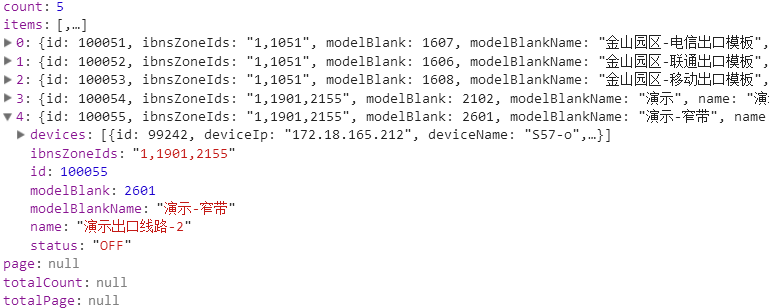 count: 5
items: [,…]
0: {id: 100051, ibnsZoneIds: "1,1051", modelBlank: 1607, modelBlankName: "金山园区-电信出口模板",
1: {id: 100052, ibnsZoneIds: "1,1051", modelBlank: 1606, modelBlankName: "金山园区-联通出口模板",
2: {id: 100053, ibnsZoneIds: "1,1051", modelBlank: 1608, modelBlankName: "金山园区-移动出口模板",
3: {id: 100054, ibnsZoneIds: "1,1901,2155", modelBlank: 2102, modelBlankName: "演示", name: "演
4: {id: 100055, ibnsZoneIds: "1,1901,2155", modelBlank: 2601, modelBlankName: "演示-窄带", name
devices: [{id: 99242, deviceIp: "172.18.165.212", deviceName: "S57-o",…}]
ibnsZoneIds: "1,1901,2155"
id: 100055
modelBlank: 2601
modelBlankName: "演示-窄带"
name: "演示出口线路-2"
status: "OFF"
page: null
totalCount: null
totalPage: null